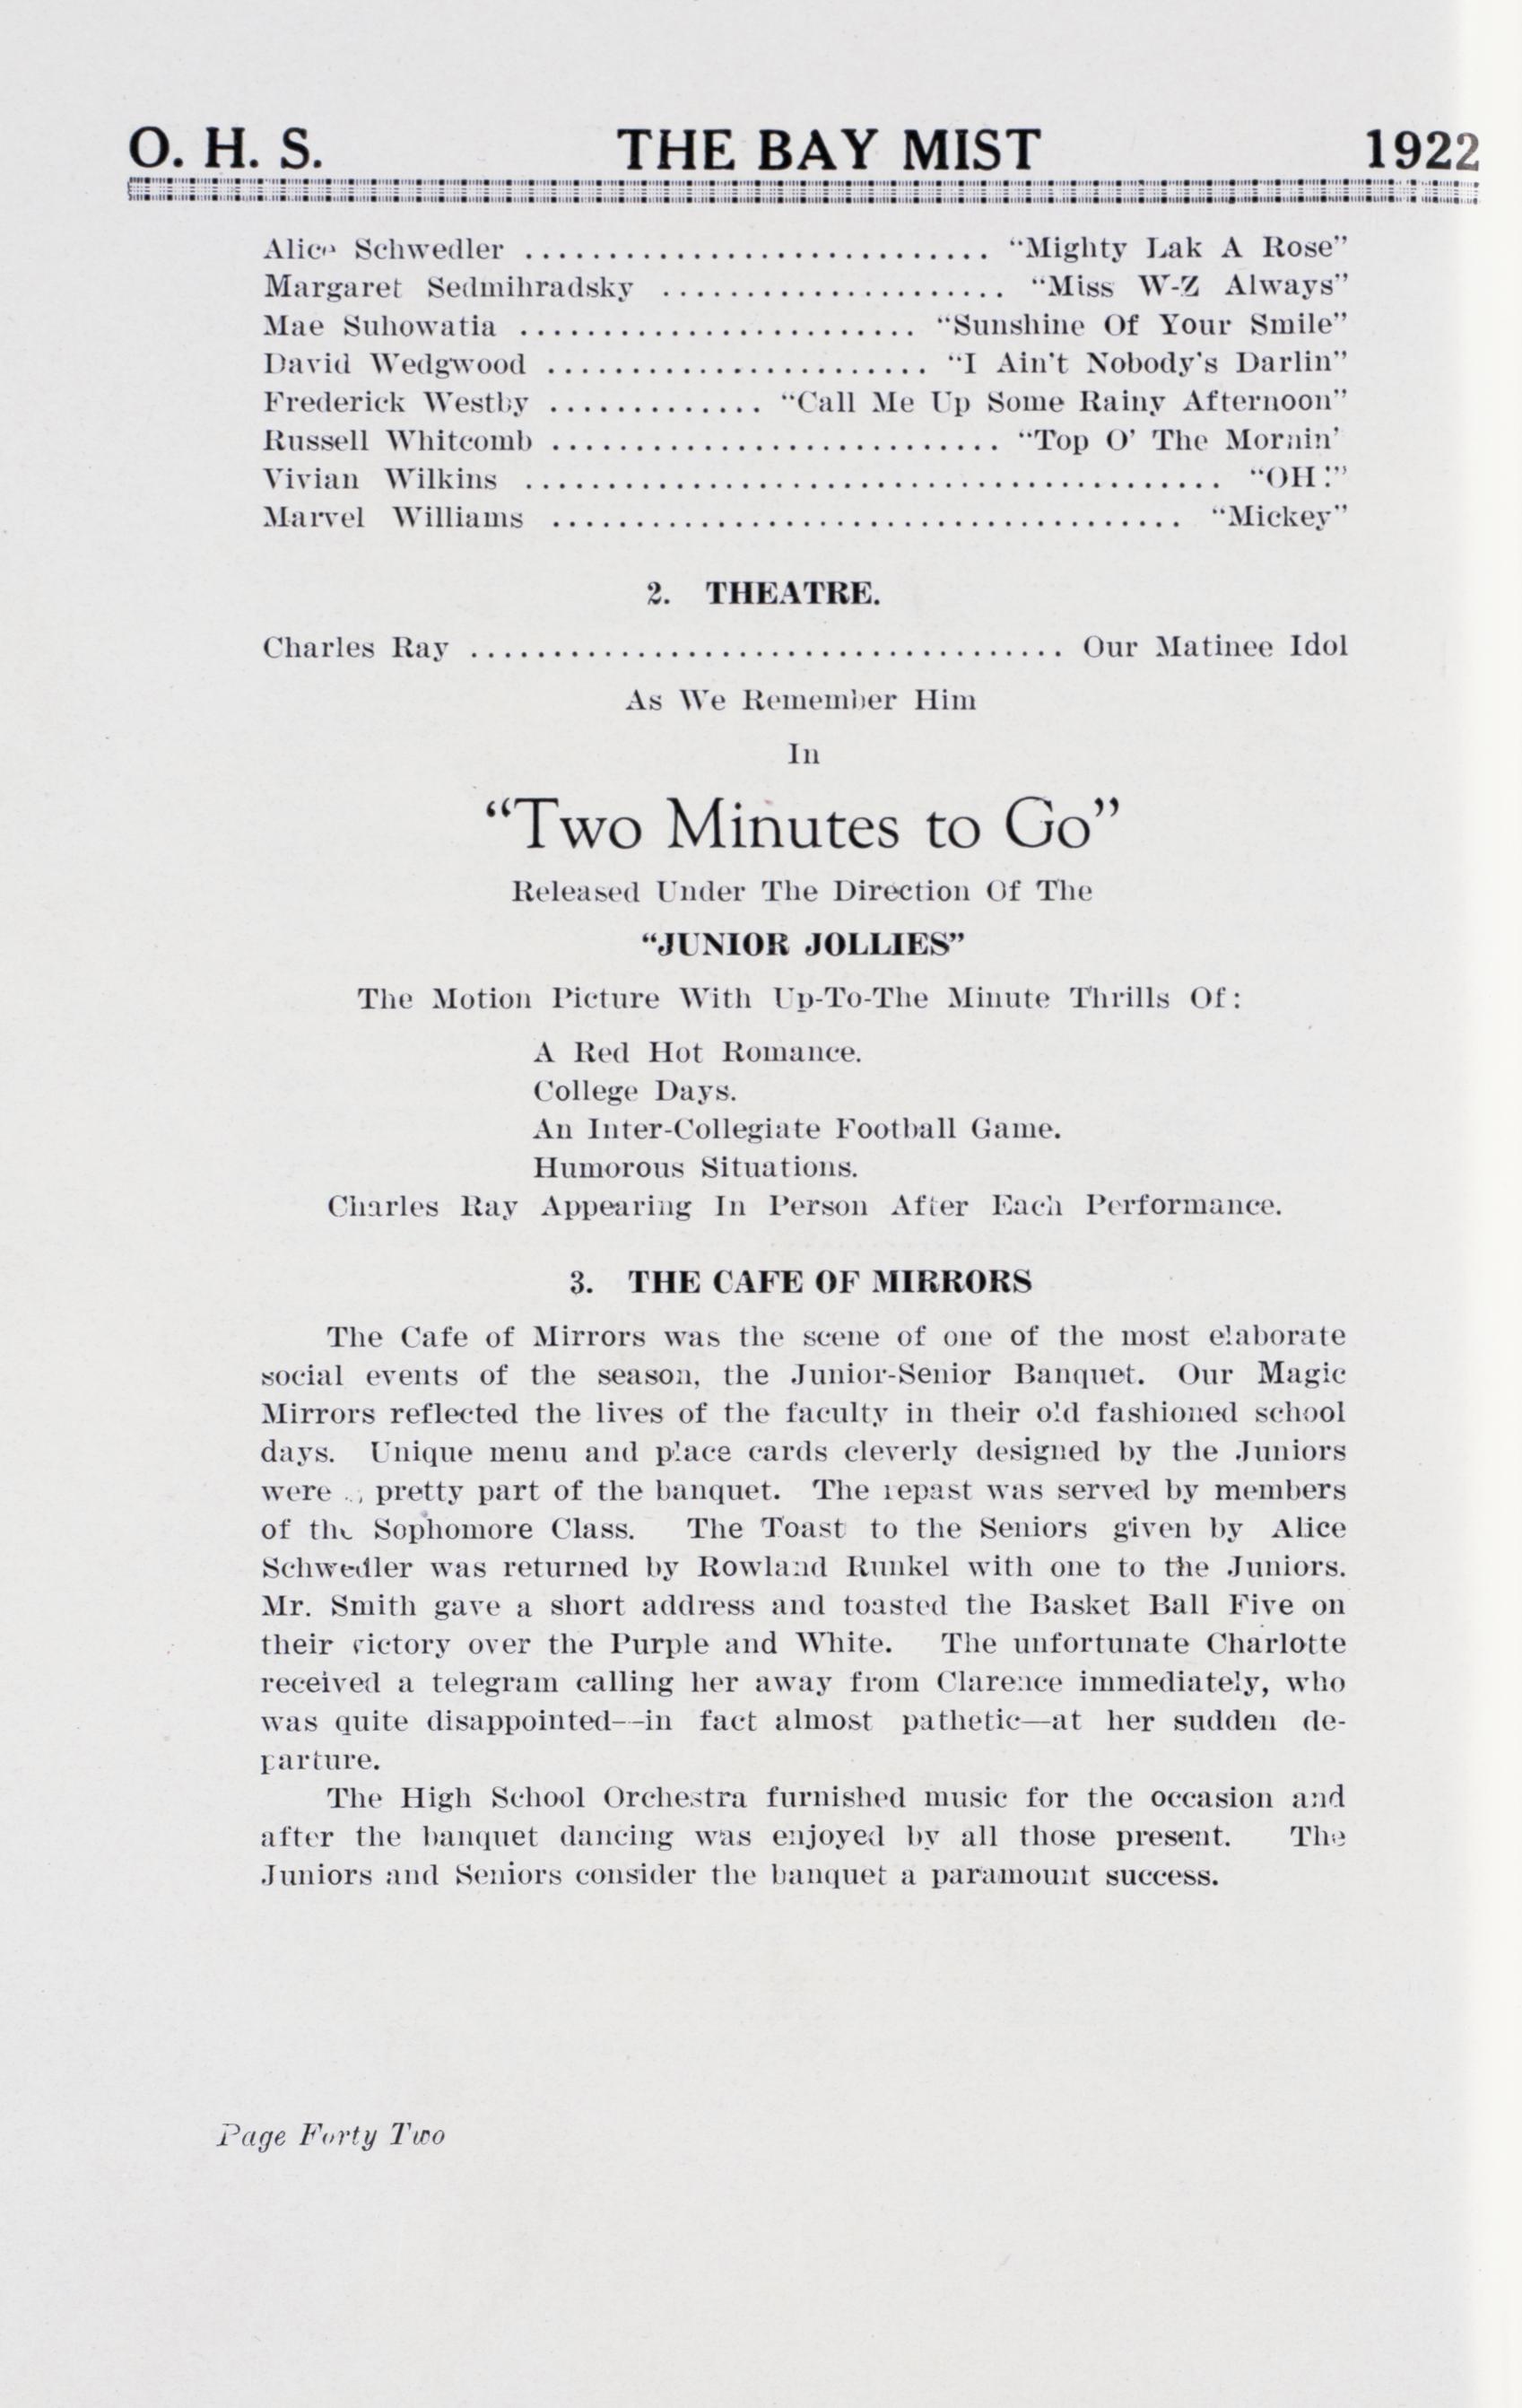 O. H. S. THE BAY MIST 1922
Alice Schwedler ............................ “Mighty Lak A Rose”
Margaret Sedmihradsky ..................... “Miss W-Z Always”
Mae Suhowatia ........................ “Sunshine Of Your Smile”
David Wedgwood ....................... “I Ain't Nobody's Darlin”
Frederick Westby ............. “Call Me Up Some Rainy Afternoon”
Russell Whitcomb ........................... “Top O' The Mornin'
Vivian Wilkins .......................................... “OH!”
Marvel Williams ...................................... “Mickey”
2. THEATRE.
Charles Ray .................................... Our Matinee Idol
As We Remember Him
In
“Two Minutes to Go”
Released Under The Direction Of The
“JUNIOR JOLLIES”
The Motion Picture With Up-To-The Minute Thrills Of:
A Red Hot Romance.
College Days.
An Inter-Collegiate Football Game.
Humorous Situations.
Charles Ray Appearing In Person After Each Performance.
3. THE CAFE OF MIRRORS
The Cafe of Mirrors was the scene of one of the most elaborate
social events of the season, the Junior-Senior Banquet. Our Magic
Mirrors reflected the lives of the faculty in their old fashioned school
days. Unique menu and place cards cleverly designed by the Juniors
were pretty part of the banquet. The repast was served by members
of the Sophomore Class. The Toast to the Seniors given by Alice
Schwedler was returned by Rowland Runkel with one to the Juniors.
Mr. Smith gave a short address and toasted the Basket Ball Five on
their victory over the Purple and White. The unfortunate Charlotte
received a telegram calling her away from Clarence immediately, who
was quite disappointed--in fact almost pathetic—at her sudden de-
parture.
The High School Orchestra furnished music for the occasion and
after the banquet dancing was enjoyed by all those present. The
Juniors and Seniors consider the banquet a paramount success.
Page Forty Two